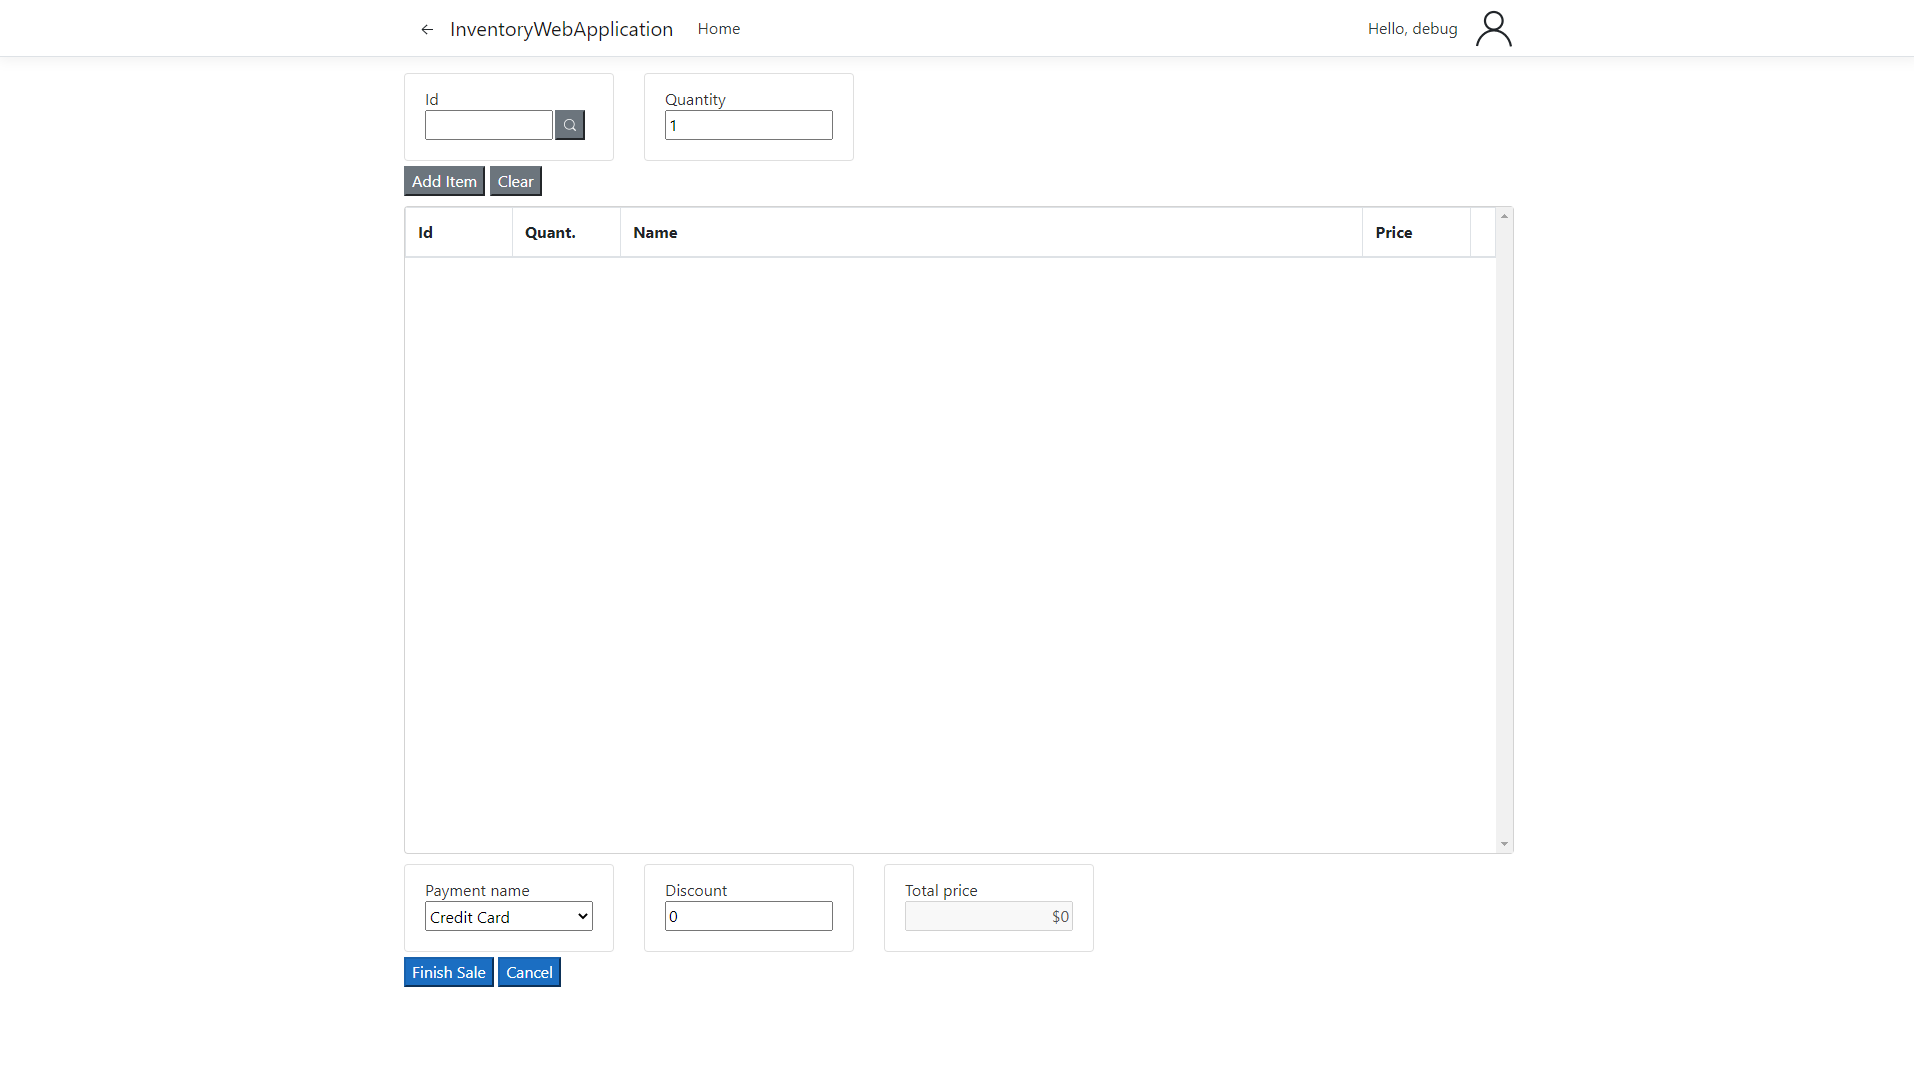 InventoryWebApplication Home Hello, debug
Id Quantity
1
Add Item Clear
Id Quant. Name Price
Payment name Discount Total price
Credit Card 0 $0
Finish Sale Cancel